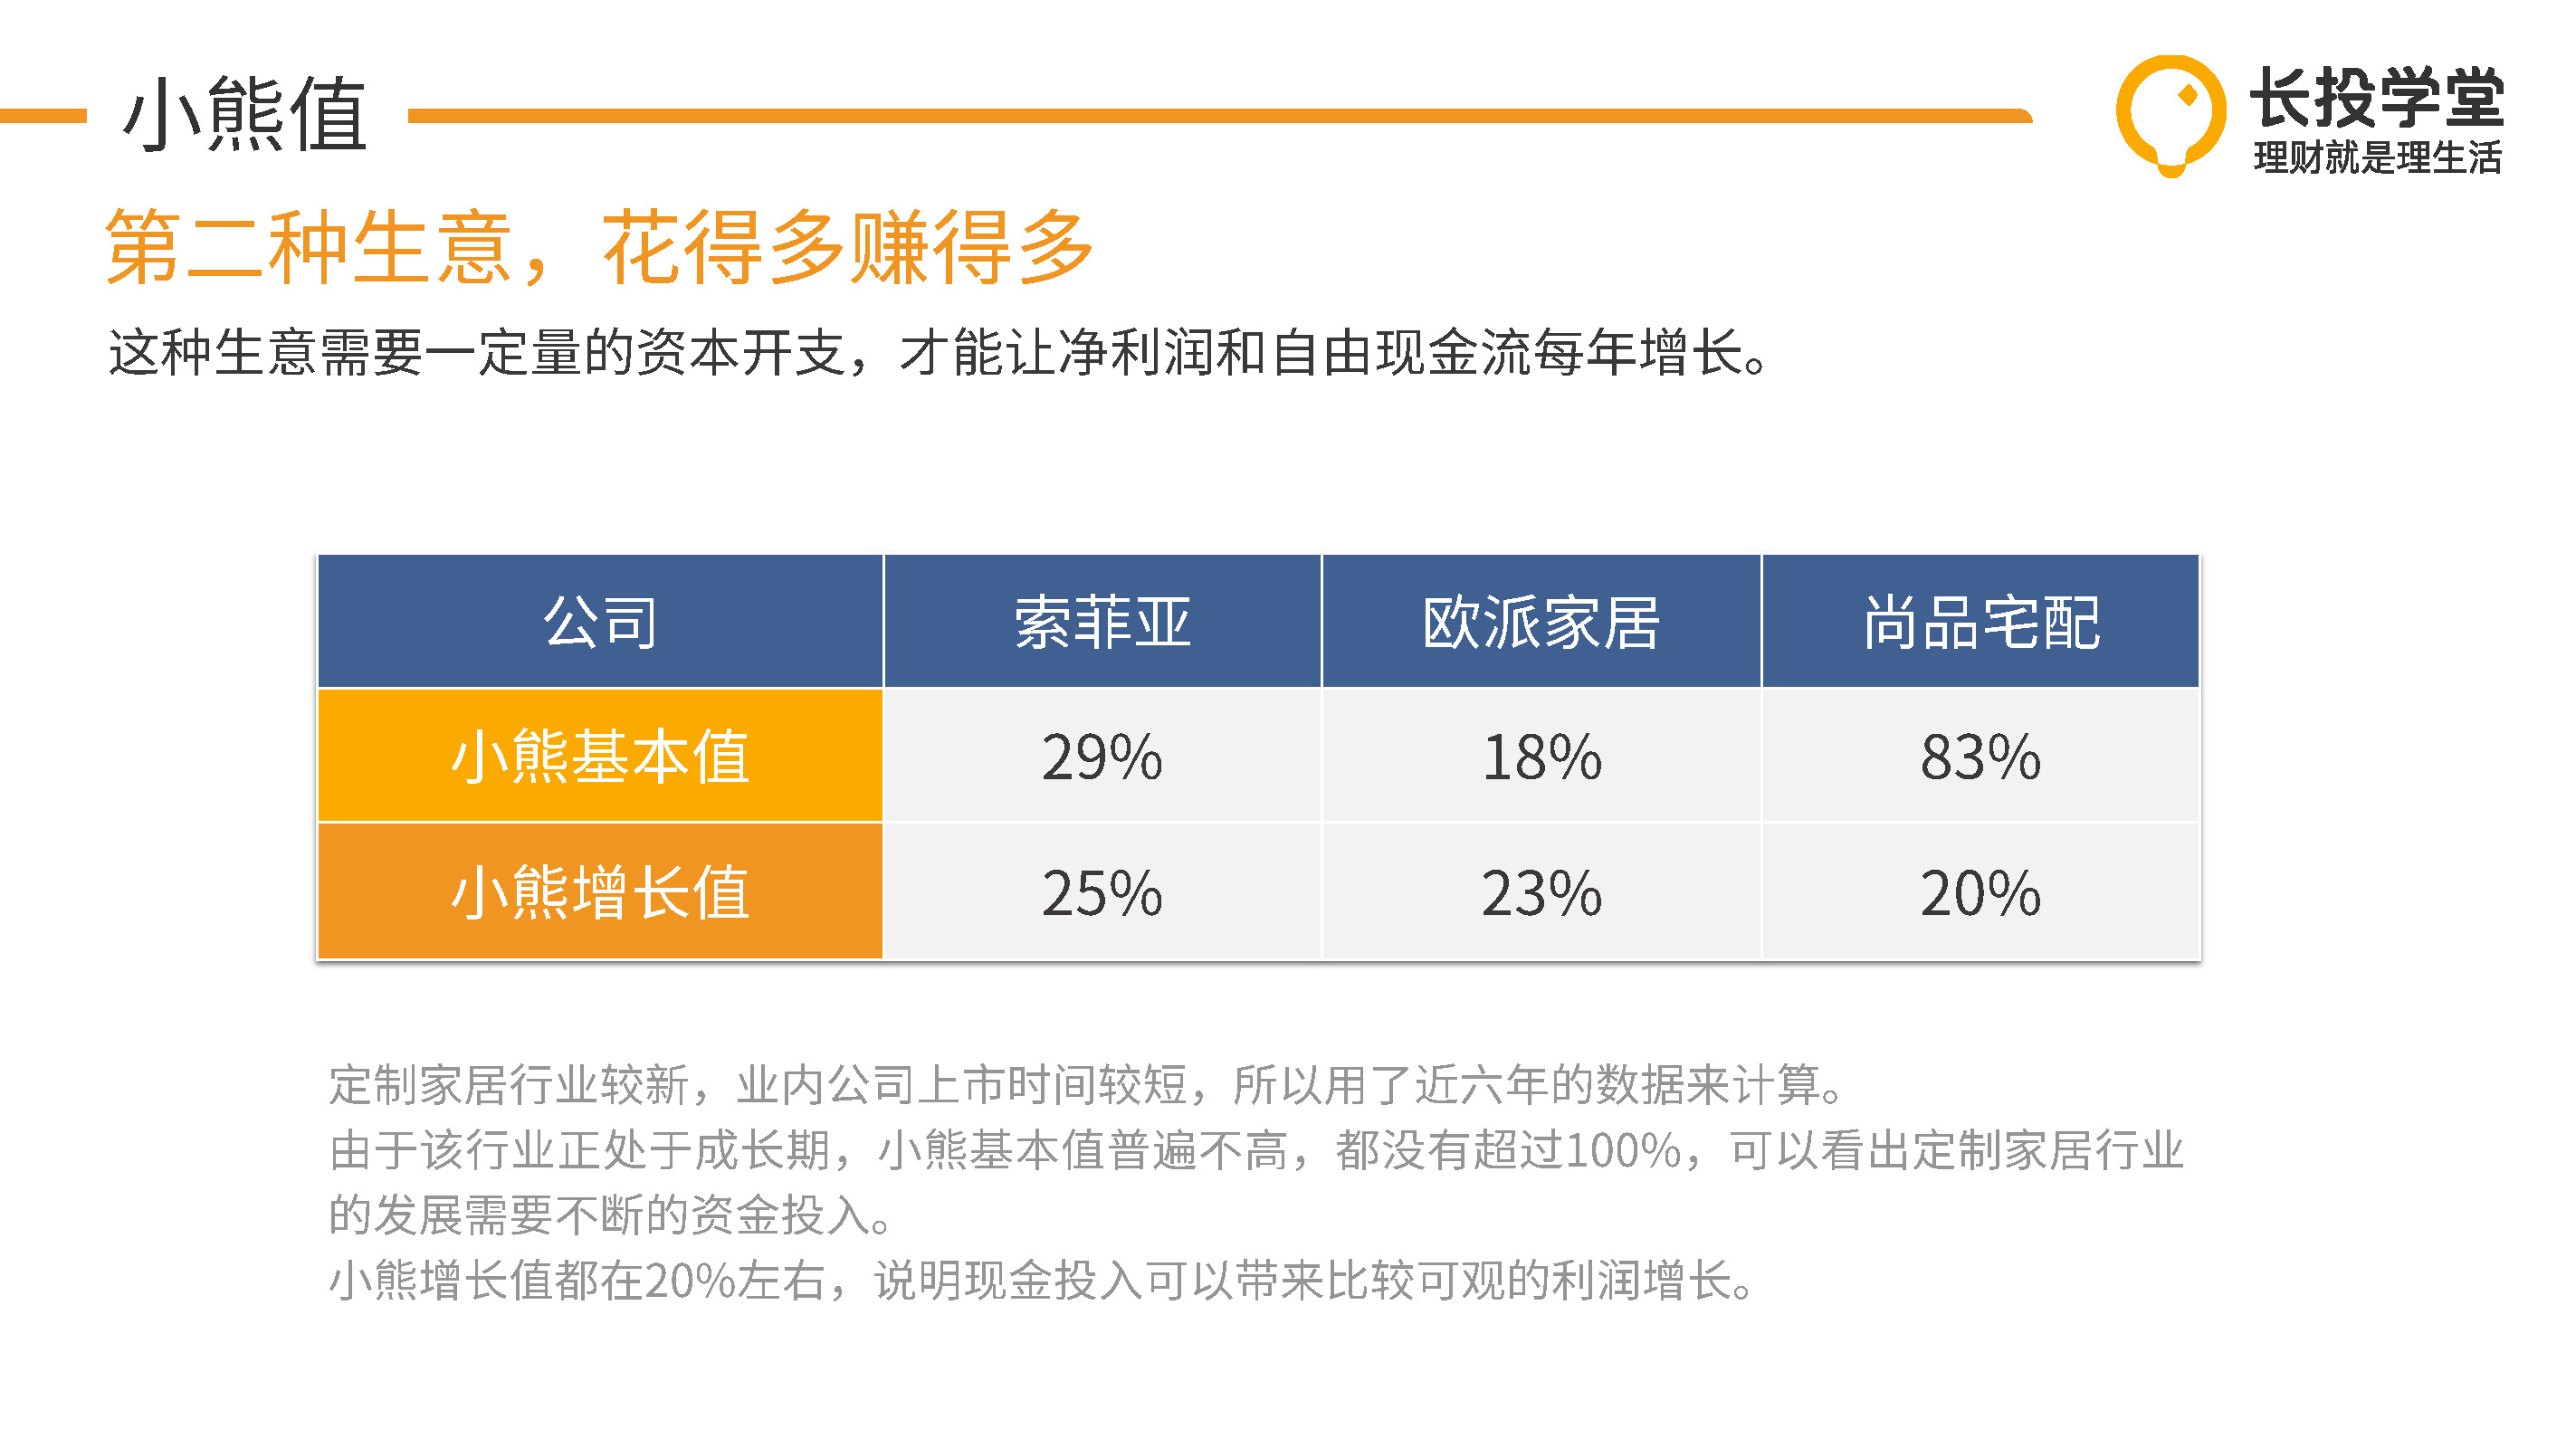 小熊值
长投学堂
理财就是理生活
第二种生意，花得多赚得多
这种生意需要一定量的资本开支，才能让净利润和自由现金流每年增长。
公司 索菲亚 欧派家居 尚品宅配
小熊基本值 29% 18% 83%
小熊增长值 25% 23% 20%
定制家居行业较新，业内公司上市时间较短，所以用了近六年的数据来计算。
由于该行业正处于成长期，小熊基本值普遍不高，都没有超过100%，可以看出定制家居行业
的发展需要不断的资金投入。
小熊增长值都在20%左右，说明现金投入可以带来比较可观的利润增长。